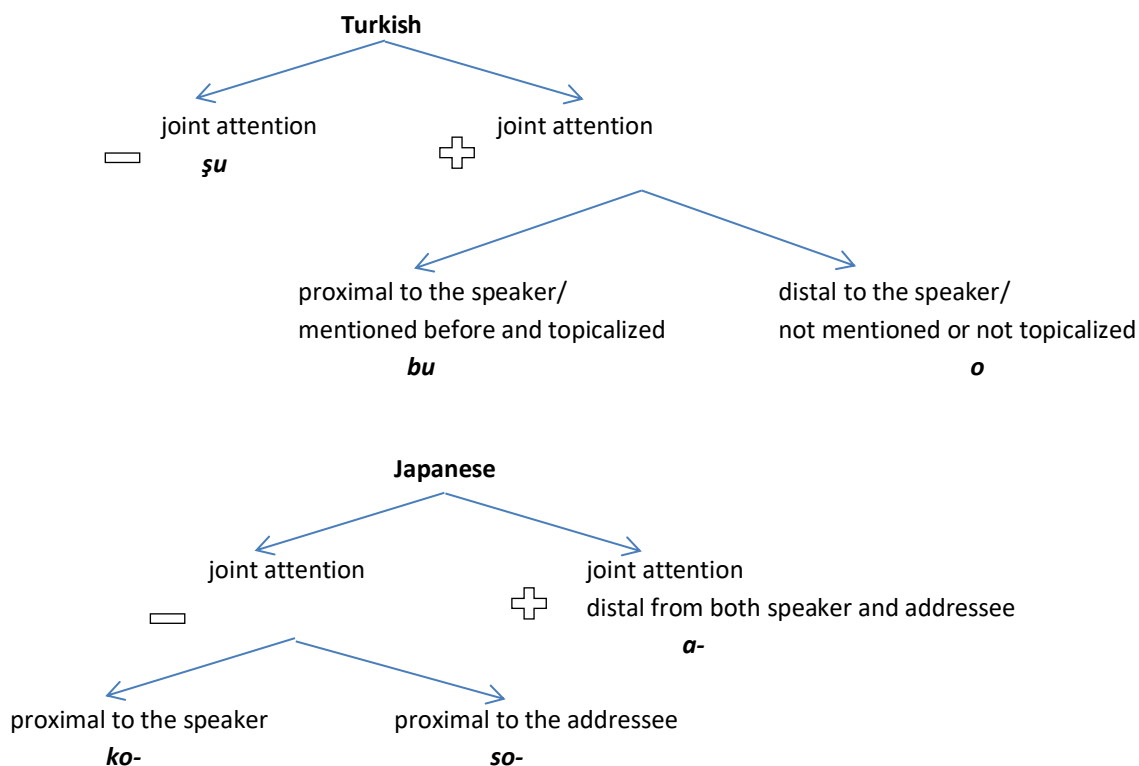 Turkish
joint attention
joint attention
şu
proximal to the speaker/
mentioned before and topicalized
bu
distal to the speaker/
not mentioned or not topicalized
o
Japanese
joint attention
joint attention
distal from both speaker and addressee
a-
proximal to the speaker
ko-
proximal to the addressee
so-